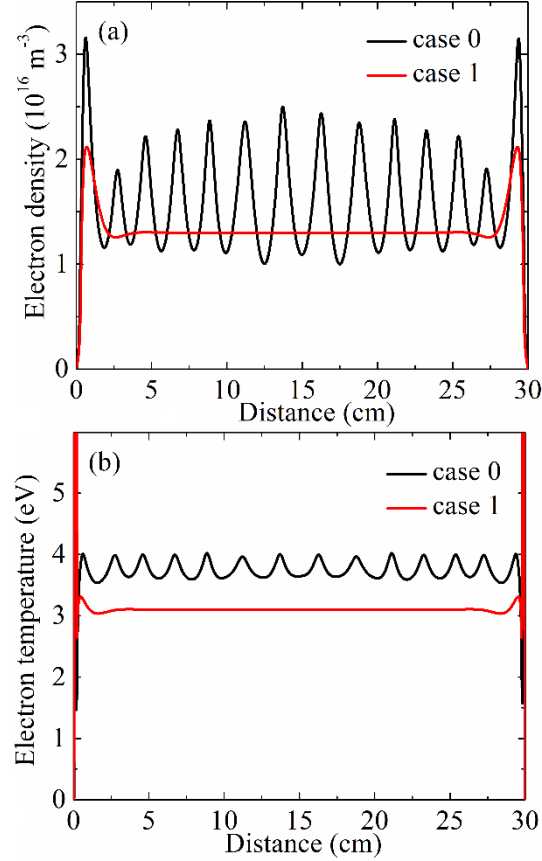 (a)
case 0
case 1
Electron density (10¹⁶ m⁻³)
3
2
1
0
0 5 10 15 20 25 30
Distance (cm)
(b)
case 0
case 1
Electron temperature (eV)
5
4
3
2
1
0
0 5 10 15 20 25 30
Distance (cm)